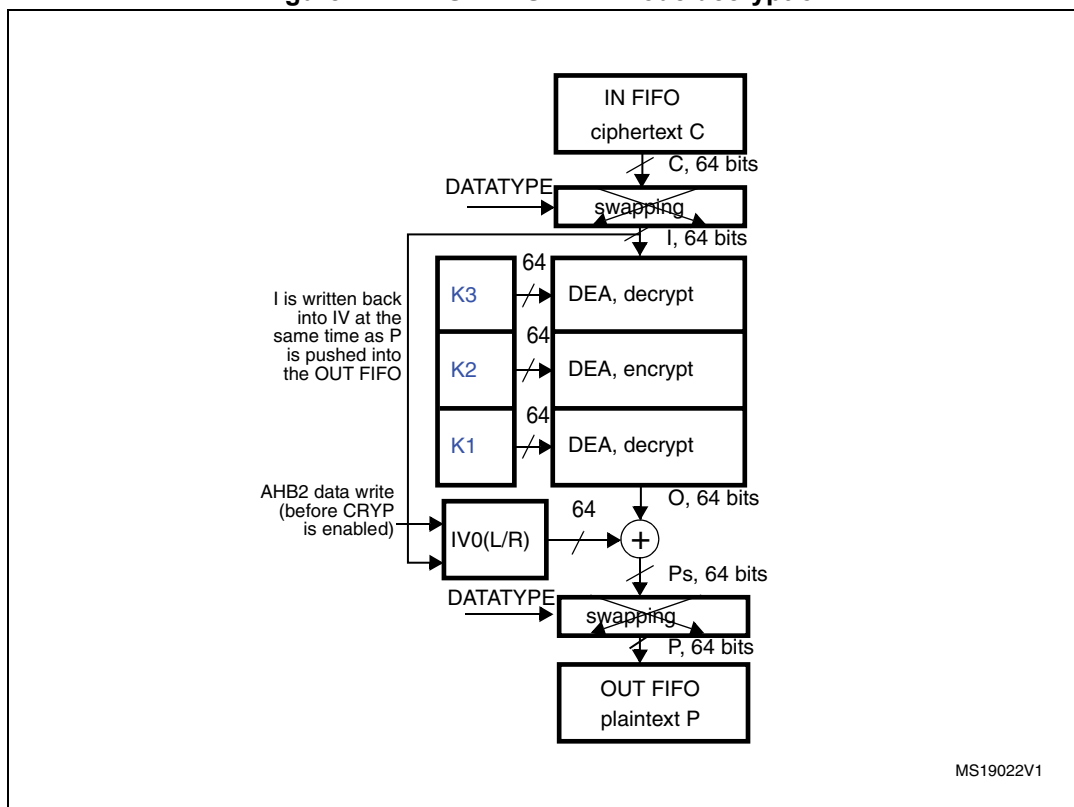 IN FIFO
ciphertext C
C, 64 bits
DATATYPE
swapping
I, 64 bits
I is written back
into IV at the
same time as P
is pushed into
the OUT FIFO
K3
64
DEA, decrypt
K2
64
DEA, encrypt
K1
64
DEA, decrypt
O, 64 bits
AHB2 data write
(before CRYP
is enabled)
IV0(L/R)
64
+
Ps, 64 bits
DATATYPE
swapping
P, 64 bits
OUT FIFO
plaintext P
MS19022V1